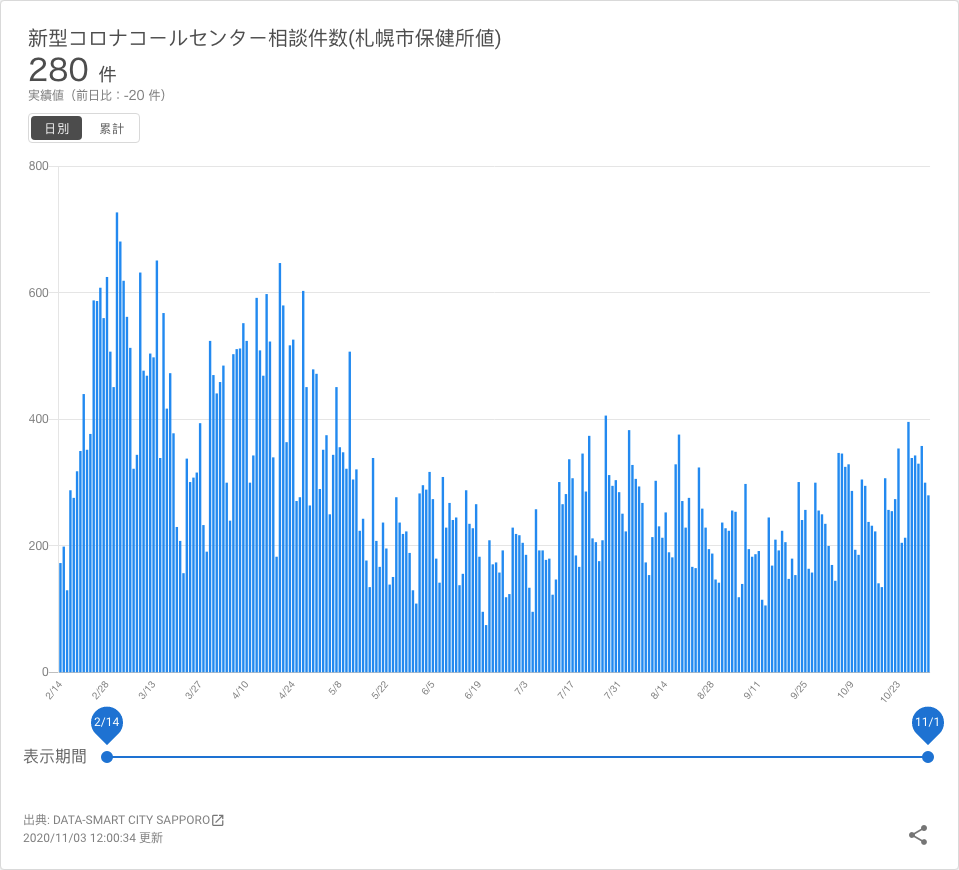 新型コロナコールセンター相談件数(札幌市保健所値)
280 件
実績値（前日比：-20 件）
日別 累計
800
600
400
200
0
2/14 2/28 3/13 3/27 4/10 4/24 5/8 5/22 6/5 6/19 7/3 7/17 7/31 8/14 8/28 9/11 9/25 10/9 10/23
2/14 11/1
表示期間
出典: DATA-SMART CITY SAPPORO
2020/11/03 12:00:34 更新